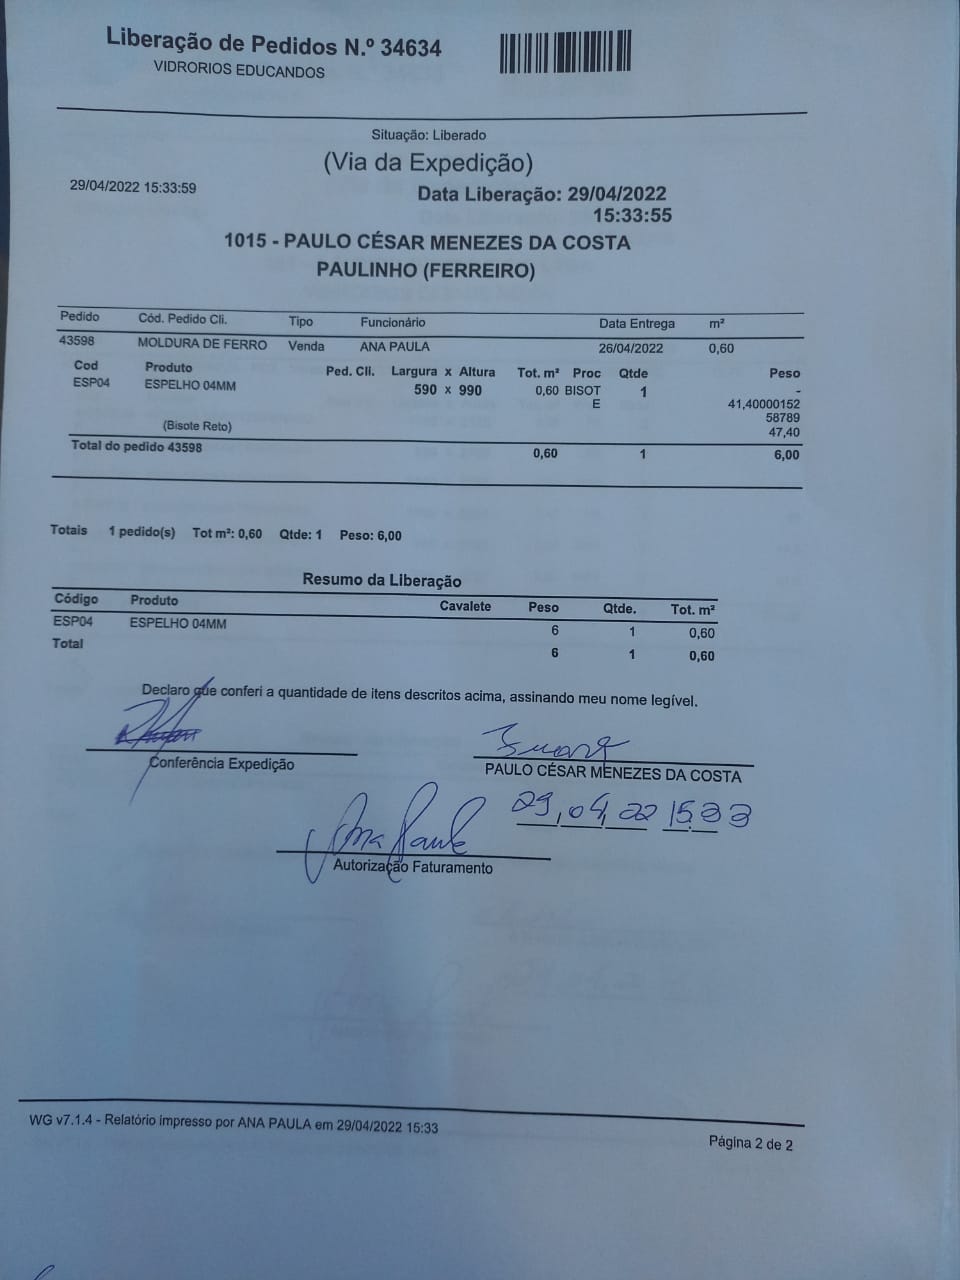 Liberação de Pedidos N.º 34634
VIDRORIOS EDUCANDOS
Situação: Liberado
(Via da Expedição)
29/04/2022 15:33:59
Data Liberação: 29/04/2022
15:33:55
1015 - PAULO CÉSAR MENEZES DA COSTA
PAULINHO (FERREIRO)
Pedido Cód. Pedido Cli. Tipo Funcionário Data Entrega m²
43598 MOLDURA DE FERRO Venda ANA PAULA 26/04/2022 0,60
Cod Produto Ped. Cli. Largura x Altura Tot. m² Proc Qtde Peso
ESP04 ESPELHO 04MM 590 x 990 0,60 BISOT 1 -
E 41,40000152
58789
(Bisote Reto) 47,40
Total do pedido 43598 0,60 1 6,00
Totais 1 pedido(s) Tot m²: 0,60 Qtde: 1 Peso: 6,00
Resumo da Liberação
Código Produto Cavalete Peso Qtde. Tot. m²
ESP04 ESPELHO 04MM 6 1 0,60
Total 6 1 0,60
Declaro que conferi a quantidade de itens descritos acima, assinando meu nome legível.
Conferência Expedição
PAULO CÉSAR MENEZES DA COSTA
29,04,22 15:33
Ana Paula
Autorização Faturamento
WG v7.1.4 - Relatório impresso por ANA PAULA em 29/04/2022 15:33
Página 2 de 2